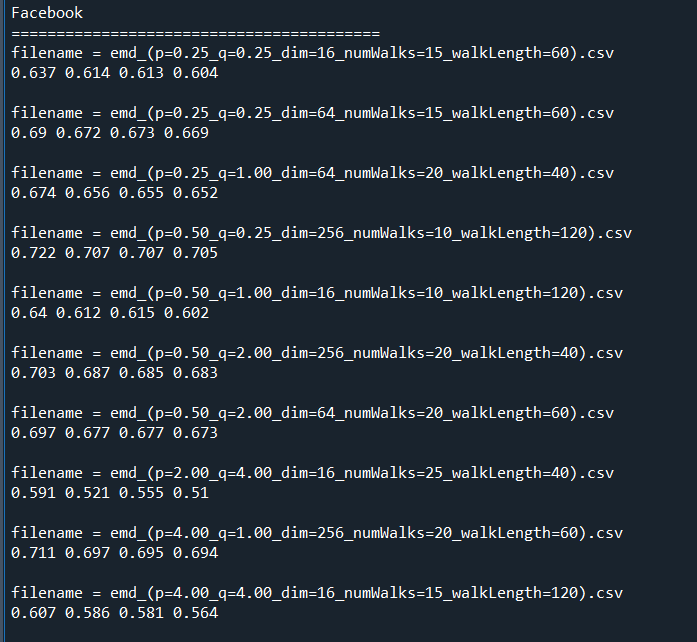 Facebook
=========================================
filename = emd_(p=0.25_q=0.25_dim=16_numWalks=15_walkLength=60).csv
0.637 0.614 0.613 0.604
filename = emd_(p=0.25_q=0.25_dim=64_numWalks=15_walkLength=60).csv
0.69 0.672 0.673 0.669
filename = emd_(p=0.25_q=1.00_dim=64_numWalks=20_walkLength=40).csv
0.674 0.656 0.655 0.652
filename = emd_(p=0.50_q=0.25_dim=256_numWalks=10_walkLength=120).csv
0.722 0.707 0.707 0.705
filename = emd_(p=0.50_q=1.00_dim=16_numWalks=10_walkLength=120).csv
0.64 0.612 0.615 0.602
filename = emd_(p=0.50_q=2.00_dim=256_numWalks=20_walkLength=40).csv
0.703 0.687 0.685 0.683
filename = emd_(p=0.50_q=2.00_dim=64_numWalks=20_walkLength=60).csv
0.697 0.677 0.677 0.673
filename = emd_(p=2.00_q=4.00_dim=16_numWalks=25_walkLength=40).csv
0.591 0.521 0.555 0.51
filename = emd_(p=4.00_q=1.00_dim=256_numWalks=20_walkLength=60).csv
0.711 0.697 0.695 0.694
filename = emd_(p=4.00_q=4.00_dim=16_numWalks=15_walkLength=120).csv
0.607 0.586 0.581 0.564